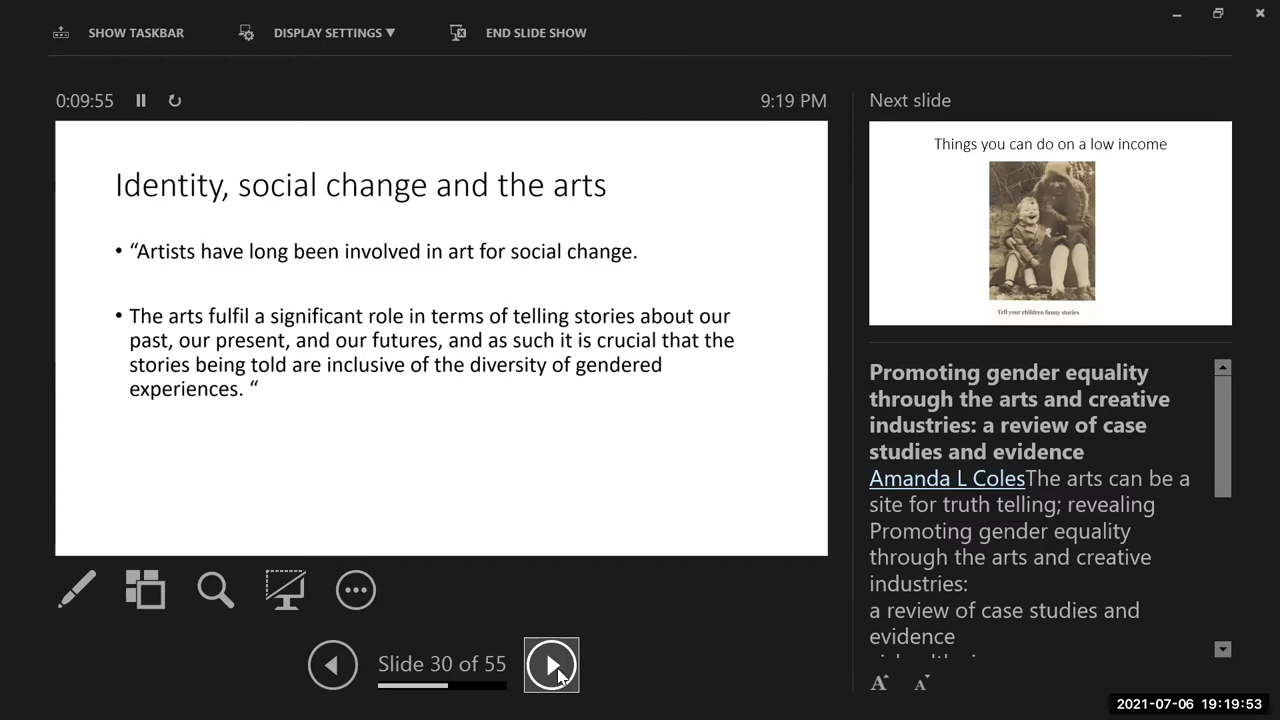 SHOW TASKBAR
DISPLAY SETTINGS ▼
END SLIDE SHOW
0:09:55
9:19 PM
Identity, social change and the arts
• “Artists have long been involved in art for social change.
• The arts fulfil a significant role in terms of telling stories about our
past, our present, and our futures, and as such it is crucial that the
stories being told are inclusive of the diversity of gendered
experiences. “
Slide 30 of 55
Next slide
Things you can do on a low income
Tell your children funny stories
Promoting gender equality
through the arts and creative
industries: a review of case
studies and evidence
Amanda L ColesThe arts can be a
site for truth telling; revealing
Promoting gender equality
through the arts and creative
industries:
a review of case studies and
evidence
A A
2021-07-06 19:19:53